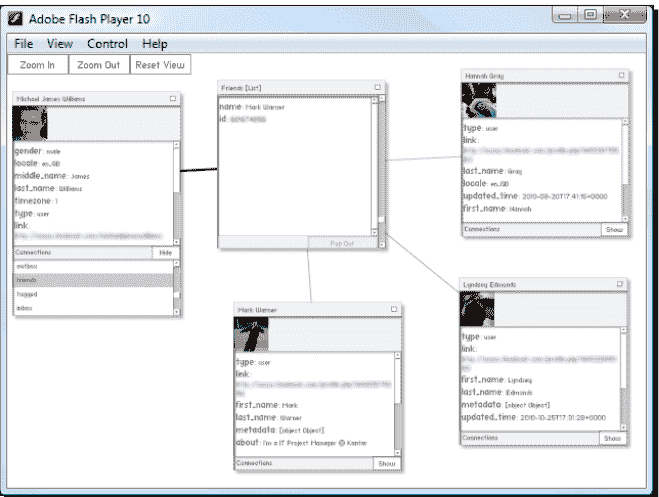 Adobe Flash Player 10
File View Control Help
Zoom In Zoom Out Reset View
Michael James Williams
gender: male
locale: en_GB
middle_name: James
last_name: Williams
timezone: 1
type: user
link:
Connections Hide
outbox
friends
tagged
inbox
Friends [List]
name: Mark Warner
id:
Pop Out
Hannah Gray
type: user
link:
last_name: Gray
locale: en_GB
updated_time: 2010-08-20T17:41:15+0000
first_name: Hannah
Connections Show
Mark Warner
type: user
link:
first_name: Mark
last_name: Warner
metadata: [object Object]
about: I'm a IT Project Manager @ Kantar
Connections Show
Lyndsey Edmonds
type: user
link:
first_name: Lyndsey
last_name: Edmonds
metadata: [object Object]
updated_time: 2010-10-25T17:31:28+0000
Connections Show